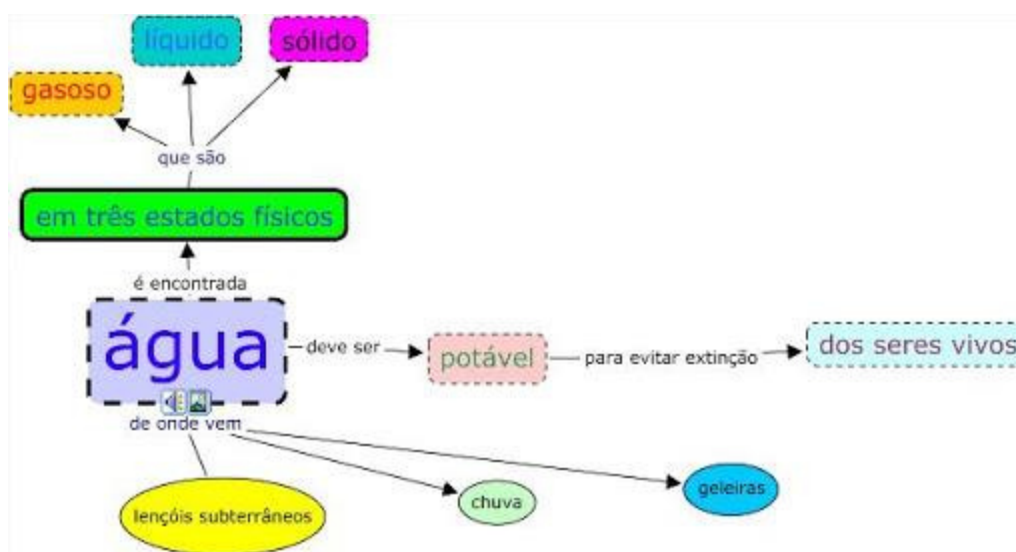 líquido
sólido
gasoso
que são
em três estados físicos
é encontrada
água
deve ser
potável
para evitar extinção
dos seres vivos
de onde vem
lençóis subterrâneos
chuva
geleiras